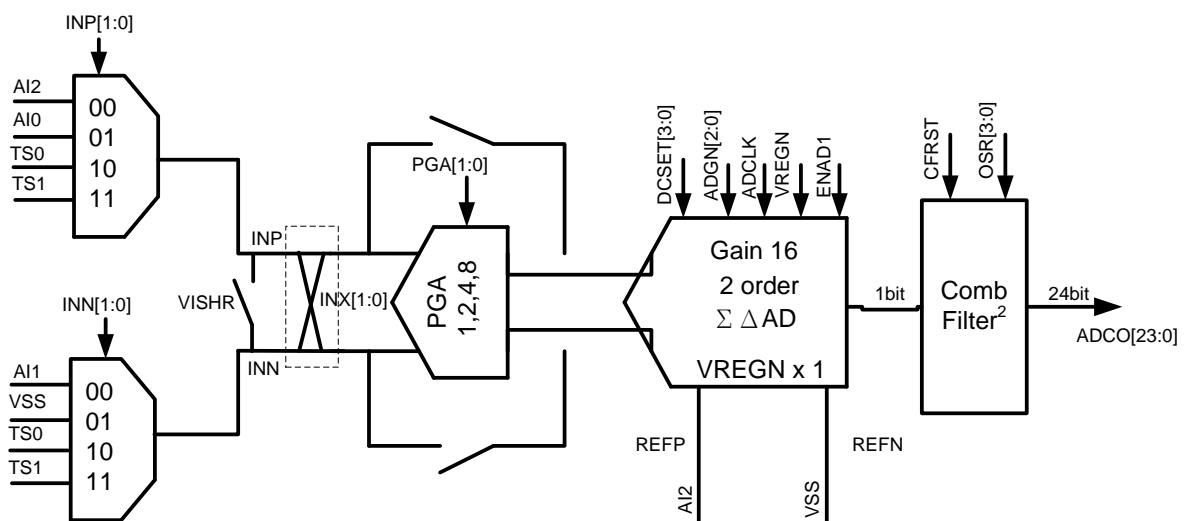 INP[1:0]
AI2
AI0
TS0
TS1
00
01
10
11
INN[1:0]
AI1
VSS
TS0
TS1
00
01
10
11
INP
VISHR
INN
INX[1:0]
PGA[1:0]
PGA
1,2,4,8
DCSET[3:0]
ADGN[2:0]
ADCLK
VREGN
ENAD1
Gain 16
2 order
Σ Δ AD
VREGN x 1
REFP
AI2
VSS
REFN
1bit
CFRST
OSR[3:0]
Comb
Filter²
24bit
ADCO[23:0]